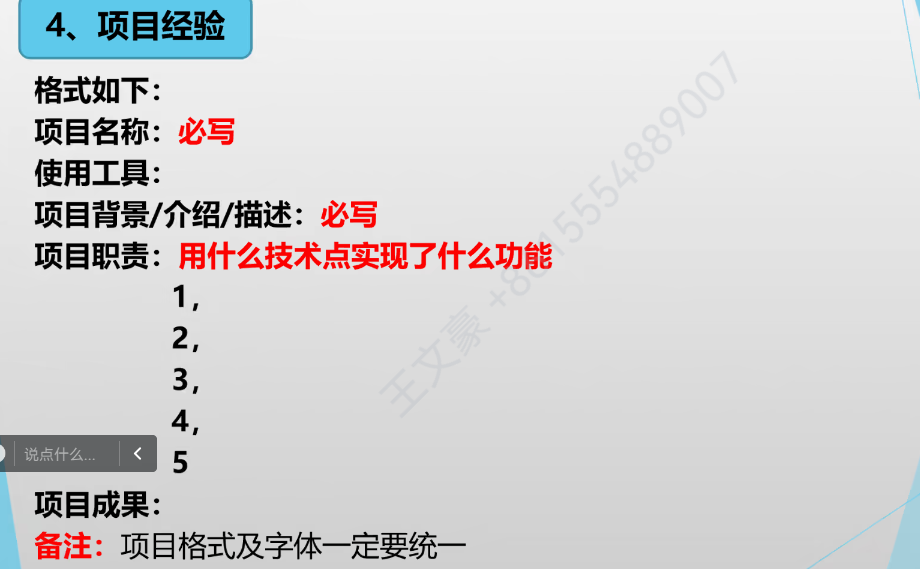 4、项目经验
格式如下：
项目名称：必写
使用工具：
项目背景/介绍/描述：必写
项目职责：用什么技术点实现了什么功能
1，
2，
3，
4，
5
项目成果：
备注：项目格式及字体一定要统一
说点什么...
王文豪 +8615554889007